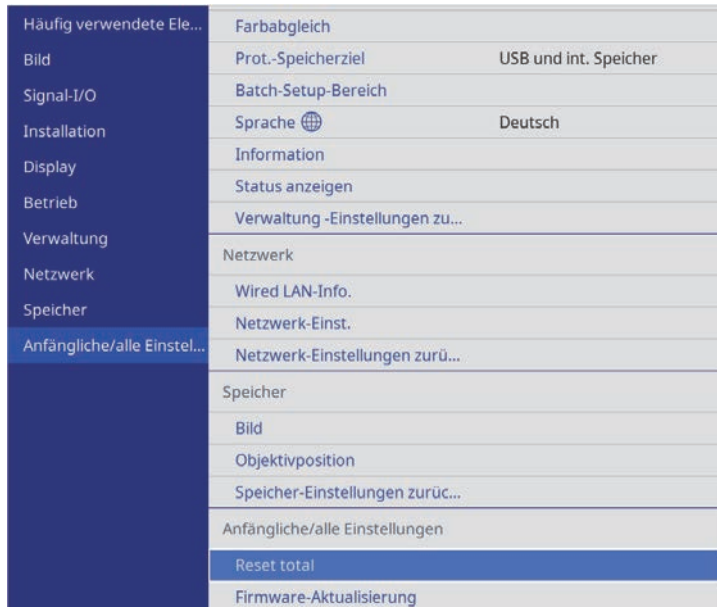 Häufig verwendete Ele...
Bild
Signal-I/O
Installation
Display
Betrieb
Verwaltung
Netzwerk
Speicher
Anfängliche/alle Einstel...
Farbabgleich
Prot.-Speicherziel USB und int. Speicher
Batch-Setup-Bereich
Sprache Deutsch
Information
Status anzeigen
Verwaltung -Einstellungen zu...
Netzwerk
Wired LAN-Info.
Netzwerk-Einst.
Netzwerk-Einstellungen zurü...
Speicher
Bild
Objektivposition
Speicher-Einstellungen zurüc...
Anfängliche/alle Einstellungen
Reset total
Firmware-Aktualisierung